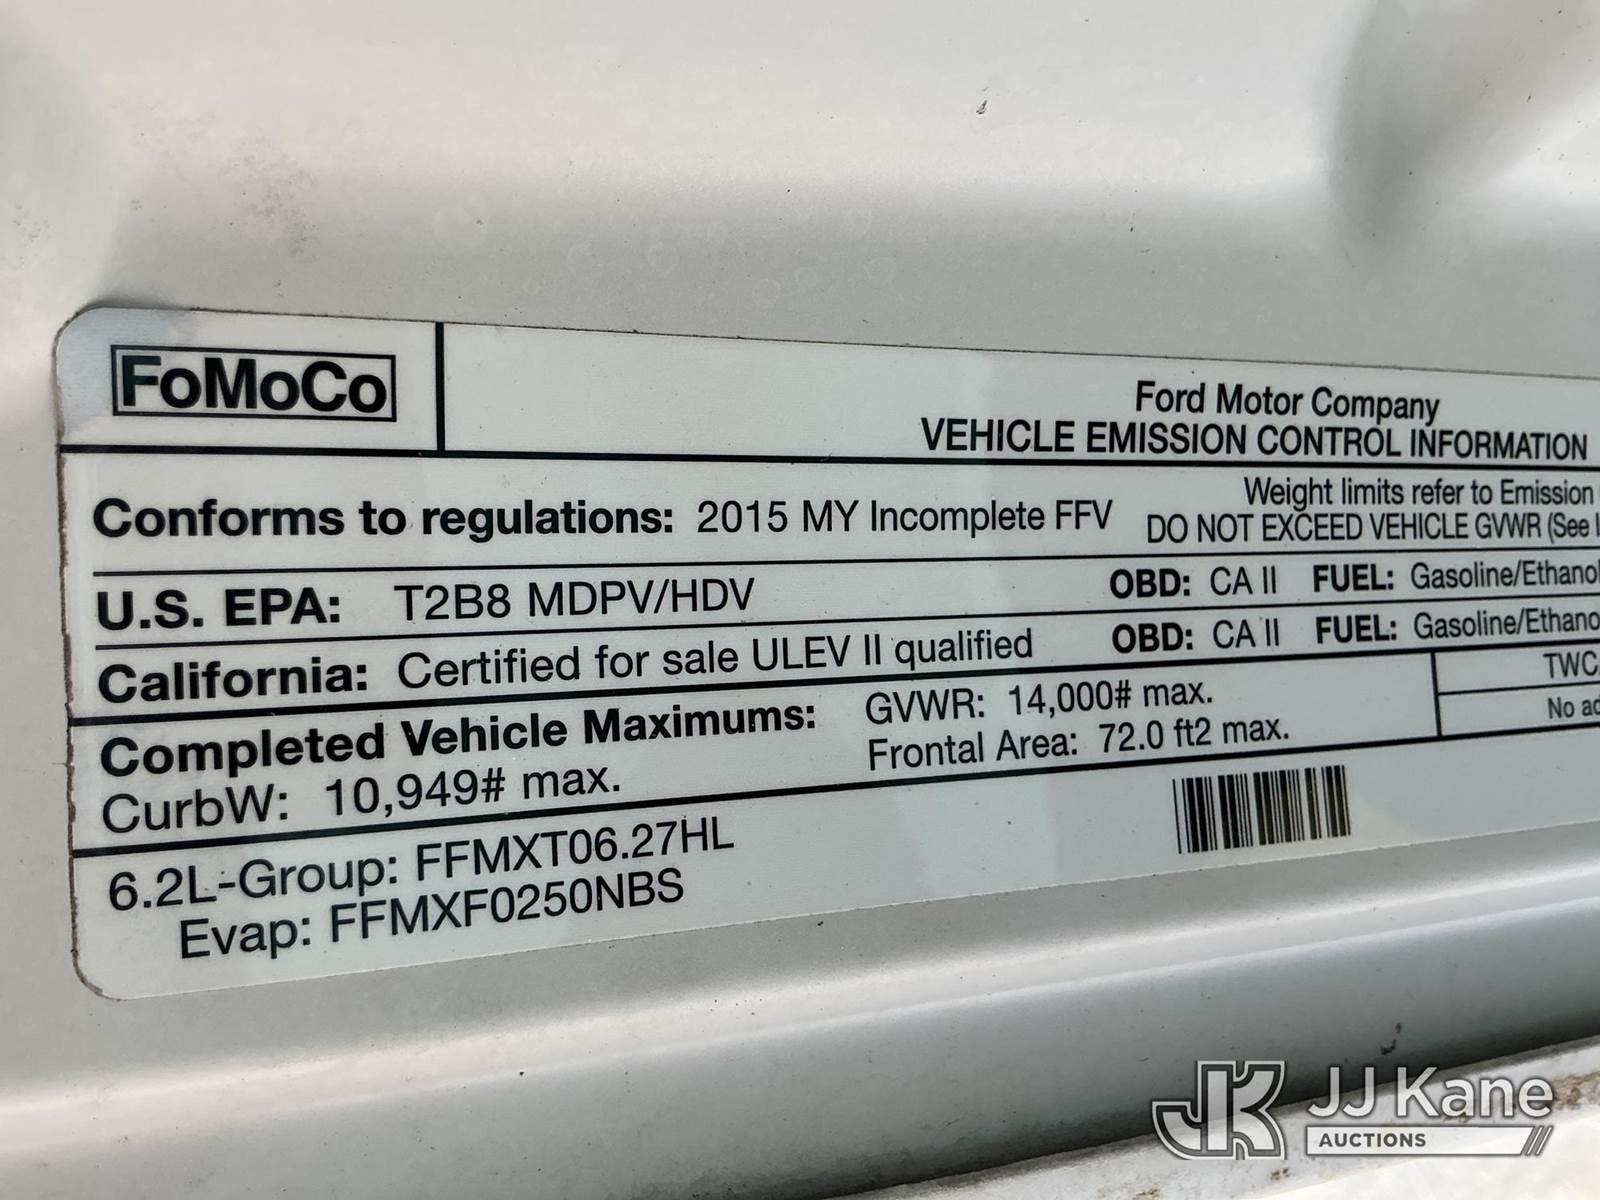 FoMoCo
Ford Motor Company
VEHICLE EMISSION CONTROL INFORMATION
Conforms to regulations: 2015 MY Incomplete FFV
Weight limits refer to Emission
DO NOT EXCEED VEHICLE GVWR (See
U.S. EPA: T2B8 MDPV/HDV OBD: CA II FUEL: Gasoline/Ethanol
California: Certified for sale ULEV II qualified OBD: CA II FUEL: Gasoline/Ethano
Completed Vehicle Maximums: GVWR: 14,000# max.
CurbW: 10,949# max. Frontal Area: 72.0 ft2 max.
TWC
No ad
6.2L-Group: FFMXT06.27HL
Evap: FFMXF0250NBS
JK JJ Kane
AUCTIONS